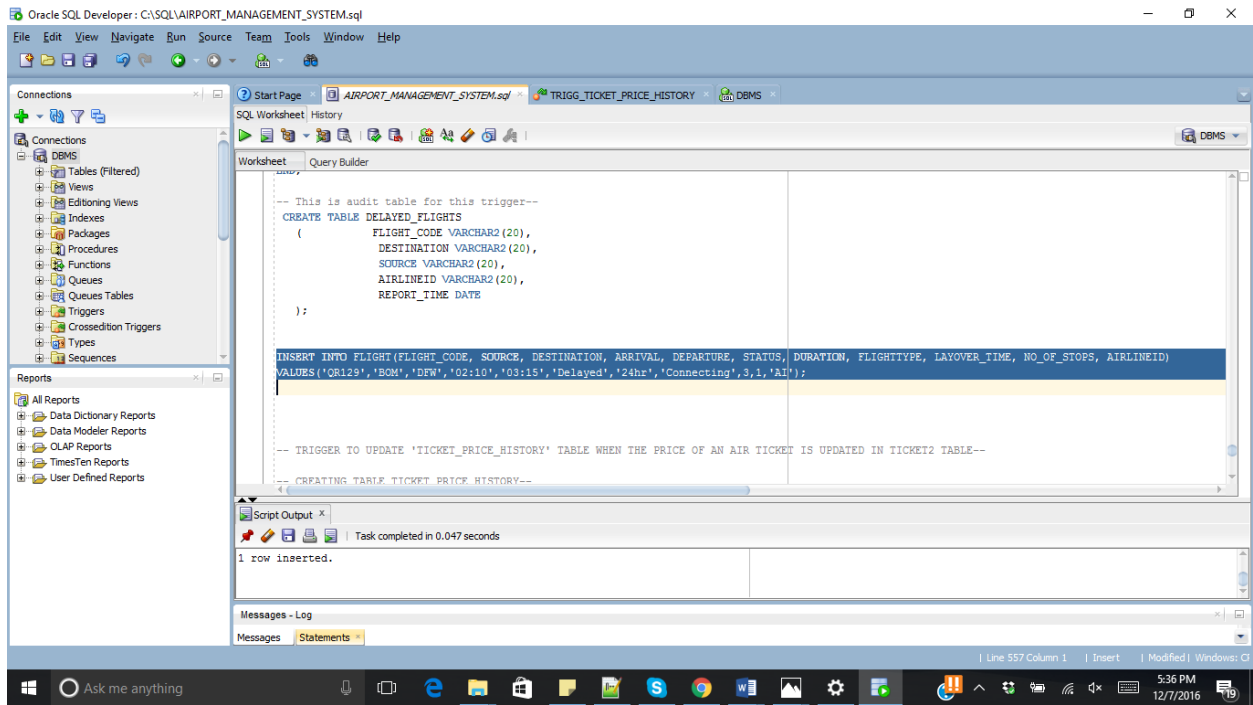 Oracle SQL Developer : C:\SQL\AIRPORT_MANAGEMENT_SYSTEM.sql
File Edit View Navigate Run Source Team Tools Window Help
Connections
Connections
DBMS
Tables (Filtered)
Views
Editioning Views
Indexes
Packages
Procedures
Functions
Queues
Queues Tables
Triggers
Crossedition Triggers
Types
Sequences
Reports
All Reports
Data Dictionary Reports
Data Modeler Reports
OLAP Reports
TimesTen Reports
User Defined Reports
Start Page AIRPORT_MANAGEMENT_SYSTEM.sql TRIGG_TICKET_PRICE_HISTORY DBMS
SQL Worksheet History
DBMS
Worksheet Query Builder
END;
-- This is audit table for this trigger--
CREATE TABLE DELAYED_FLIGHTS
( FLIGHT_CODE VARCHAR2(20),
DESTINATION VARCHAR2(20),
SOURCE VARCHAR2(20),
AIRLINEID VARCHAR2(20),
REPORT_TIME DATE
);
INSERT INTO FLIGHT(FLIGHT_CODE, SOURCE, DESTINATION, ARRIVAL, DEPARTURE, STATUS, DURATION, FLIGHTTYPE, LAYOVER_TIME, NO_OF_STOPS, AIRLINEID)
VALUES('QR129','BOM','DFW','02:10','03:15','Delayed','24hr','Connecting',3,1,'AI');
-- TRIGGER TO UPDATE 'TICKET_PRICE_HISTORY' TABLE WHEN THE PRICE OF AN AIR TICKET IS UPDATED IN TICKET2 TABLE--
-- CREATING TABLE TICKET_PRICE_HISTORY--
Script Output
Task completed in 0.047 seconds
1 row inserted.
Messages - Log
Messages Statements
| Line 557 Column 1 | Insert | Modified | Windows: CR
Ask me anything
5:36 PM
12/7/2016
19